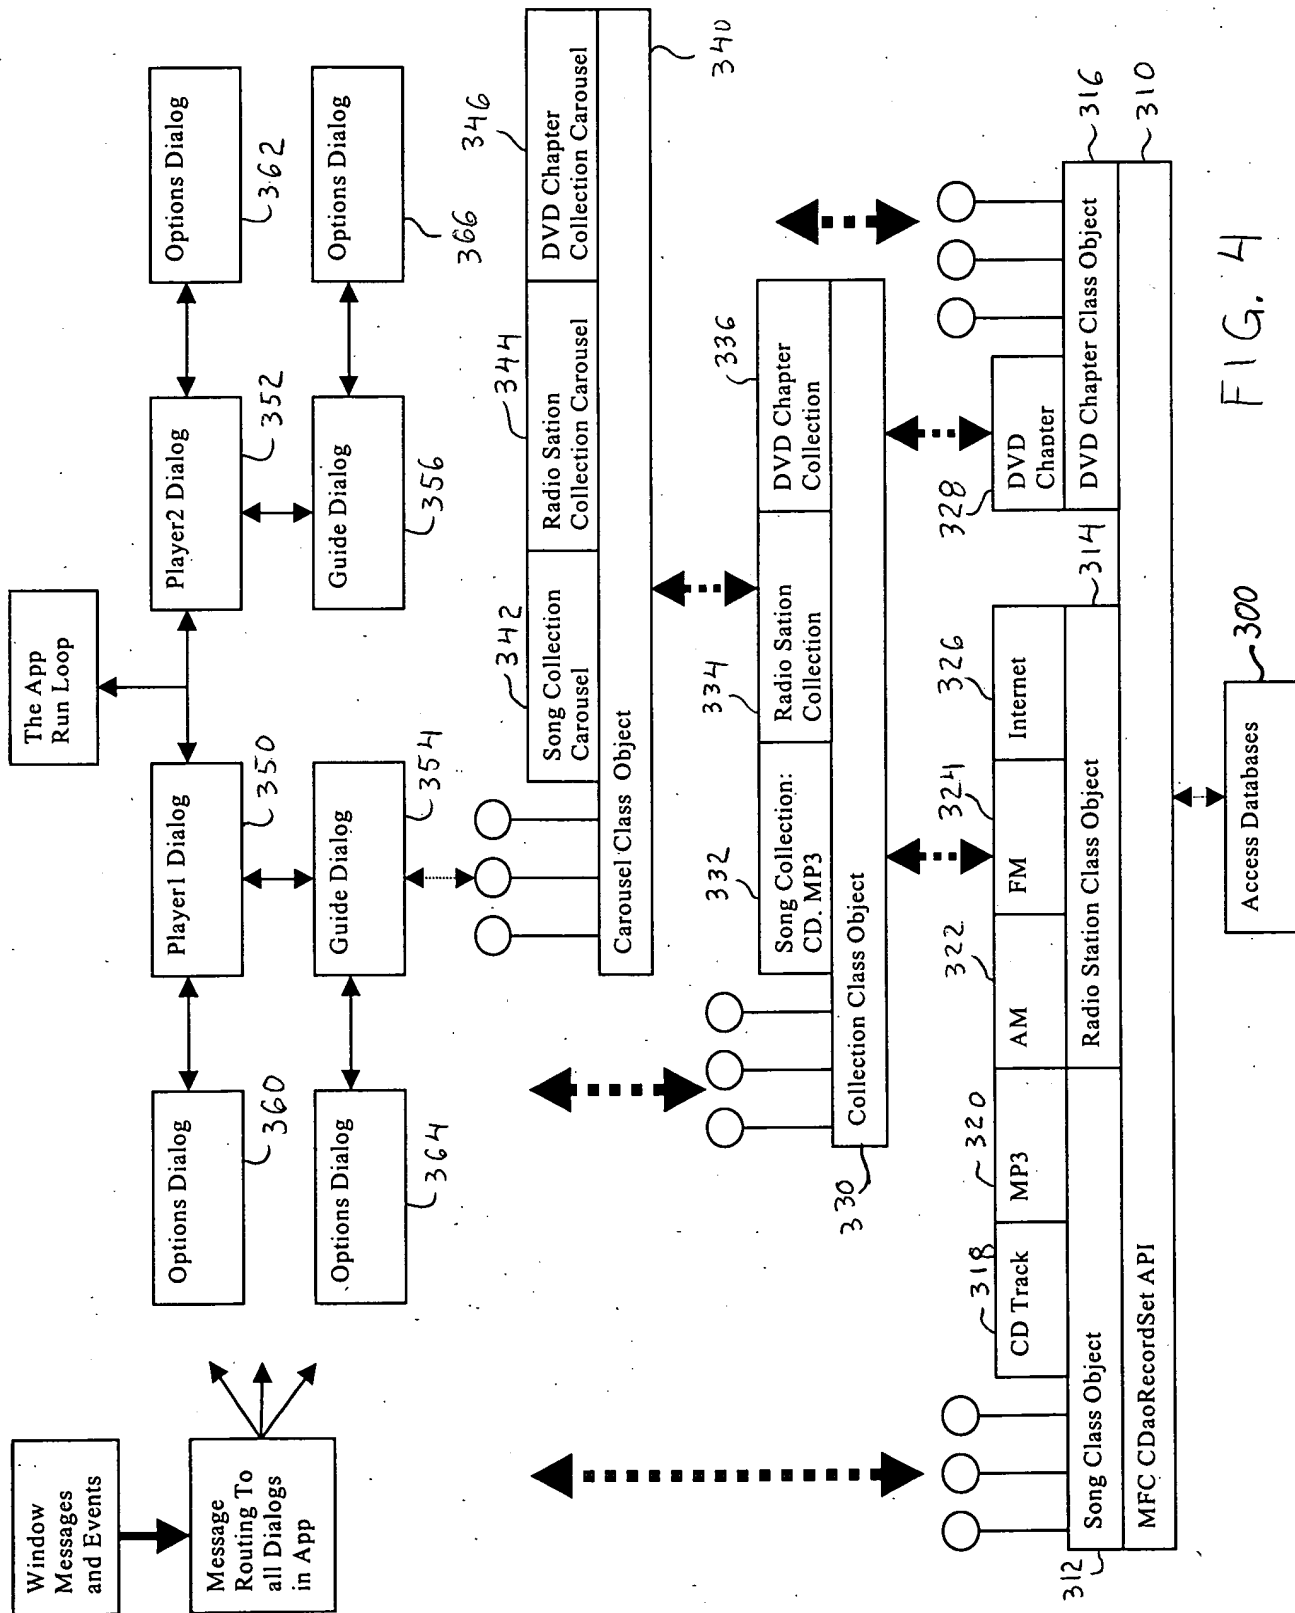 Window
Messages
and Events
Message
Routing To
all Dialogs
in App
The App
Run Loop
Options Dialog
360
Player1 Dialog
350
Player2 Dialog
352
Options Dialog
362
Options Dialog
364
Guide Dialog
354
Guide Dialog
356
Options Dialog
366
342
344
346
Song Collection
Carousel
Radio Sation
Collection Carousel
DVD Chapter
Collection Carousel
Carousel Class Object
340
332
334
336
Song Collection:
CD. MP3
Radio Sation
Collection
DVD Chapter
Collection
Collection Class Object
330
318
320
322
324
326
328
CD Track
MP3
AM
FM
Internet
DVD
Chapter
314
316
312
Song Class Object
Radio Station Class Object
DVD Chapter Class Object
MFC CDaoRecordSet API
310
Access Databases
300
FIG. 4